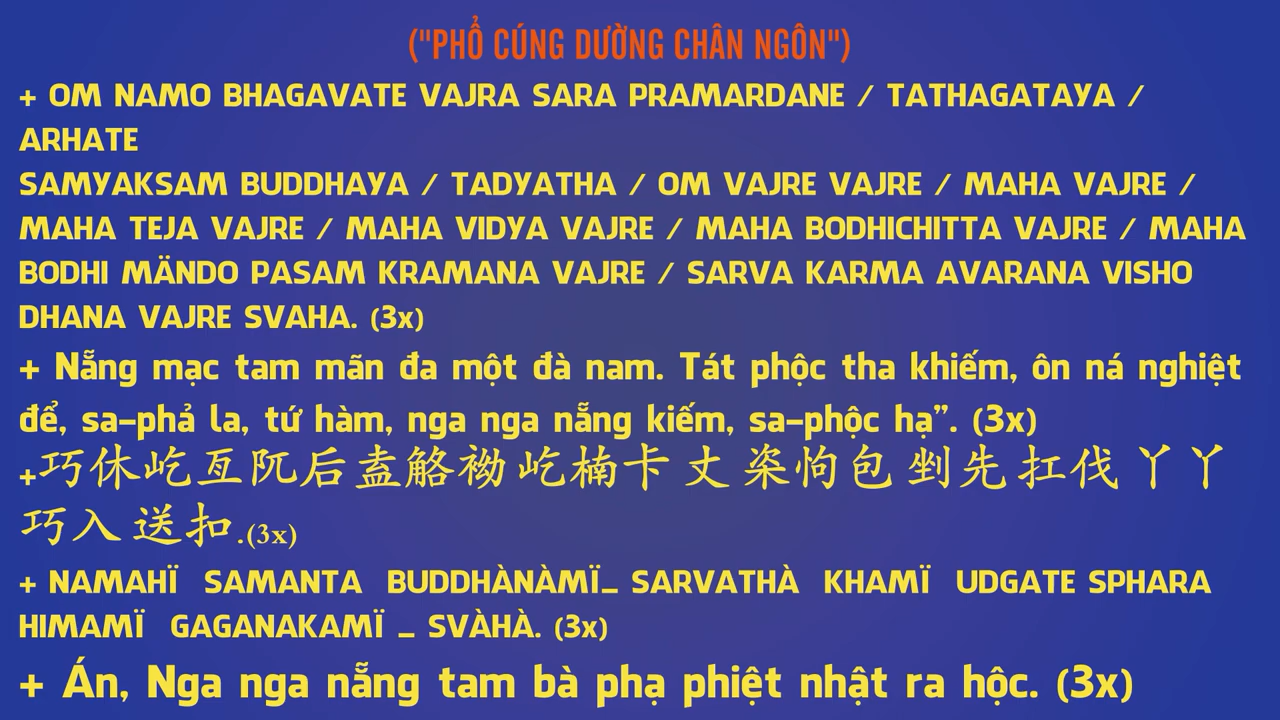 ("PHỔ CÚNG DƯỜNG CHÂN NGÔN")
+ OM NAMO BHAGAVATE VAJRA SARA PRAMARDANE / TATHAGATAYA /
ARHATE
SAMYAKSAM BUDDHAYA / TADYATHA / OM VAJRE VAJRE / MAHA VAJRE /
MAHA TEJA VAJRE / MAHA VIDYA VAJRE / MAHA BODHICHITTA VAJRE / MAHA
BODHI MÄNDO PASAM KRAMANA VAJRE / SARVA KARMA AVARANA VISHO
DHANA VAJRE SVAHA. (3x)
+ Nẵng mạc tam mãn đa một đà nam. Tát phộc tha khiếm, ôn ná nghiệt
để, sa-phả la, tứ hàm, nga nga nẵng kiếm, sa-phộc hạ”. (3x)
+巧休屹亙阢后盍觡袎 屹楠卡 丈 桼怐包 剉先 扛伐 丫丫
巧入 送扣.(3x)
+ NAMAHÏ SAMANTA BUDDHÀNÀMÏ_ SARVATHÀ KHAMÏ UDGATE SPHARA
HIMAMÏ GAGANAKAMÏ _ SVÀHÀ. (3x)
+ Án, Nga nga nẵng tam bà phạ phiệt nhật ra hộc. (3x)